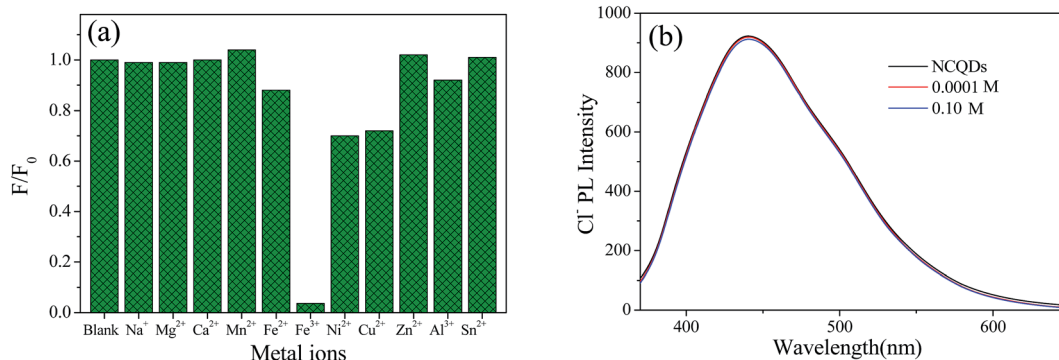 (a)
F/F₀
1.0
0.8
0.6
0.4
0.2
0.0
Blank Na⁺ Mg²⁺ Ca²⁺ Mn²⁺ Fe²⁺ Fe³⁺ Ni²⁺ Cu²⁺ Zn²⁺ Al³⁺ Sn²⁺
Metal ions
(b)
Cl⁻ PL Intensity
1000
800
600
400
200
0
NCQDs
0.0001 M
0.10 M
400 500 600
Wavelength(nm)